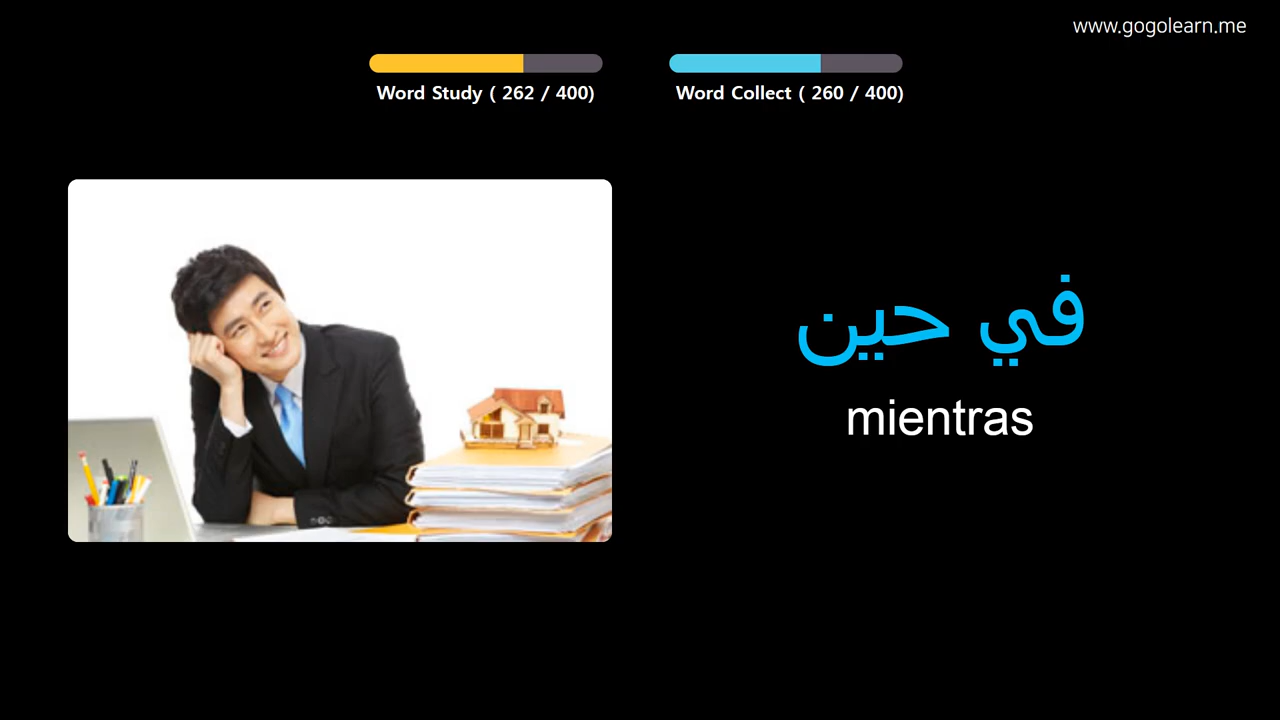 www.gogolearn.me
Word Study ( 262 / 400)
Word Collect ( 260 / 400)
في حين
mientras